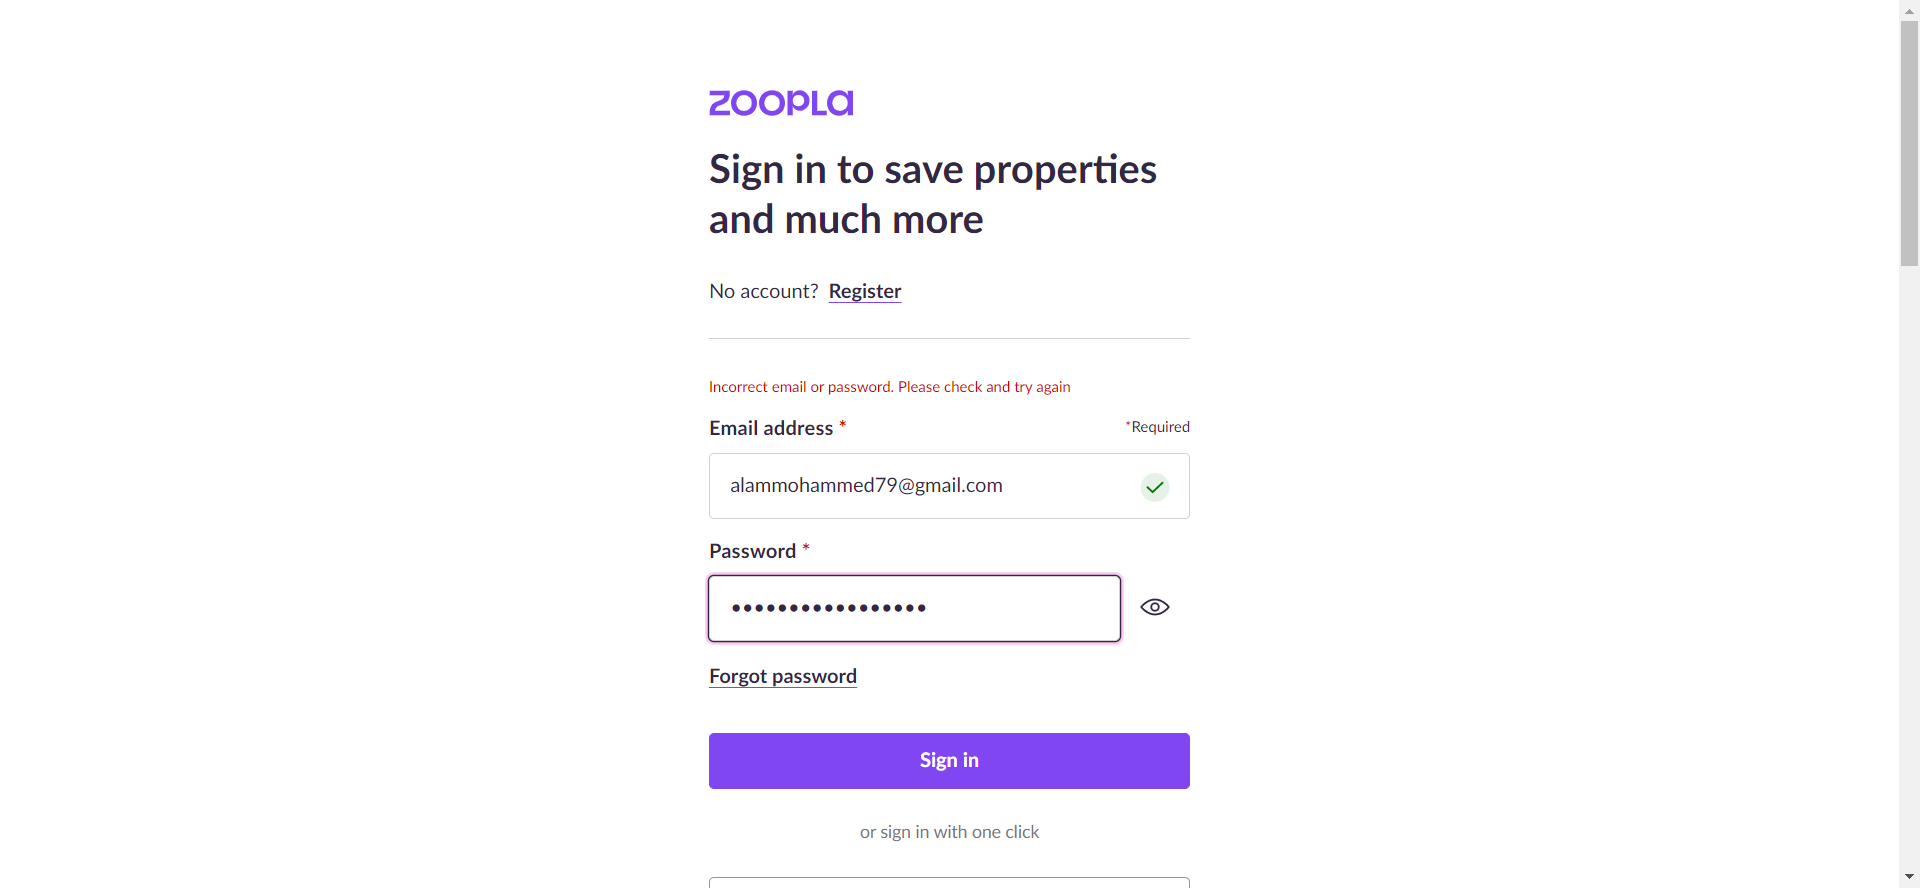 zoopla
Sign in to save properties
and much more
No account? Register
Incorrect email or password. Please check and try again
Email address *
*Required
alammohammed79@gmail.com
Password *
•••••••••••••••••
Forgot password
Sign in
or sign in with one click